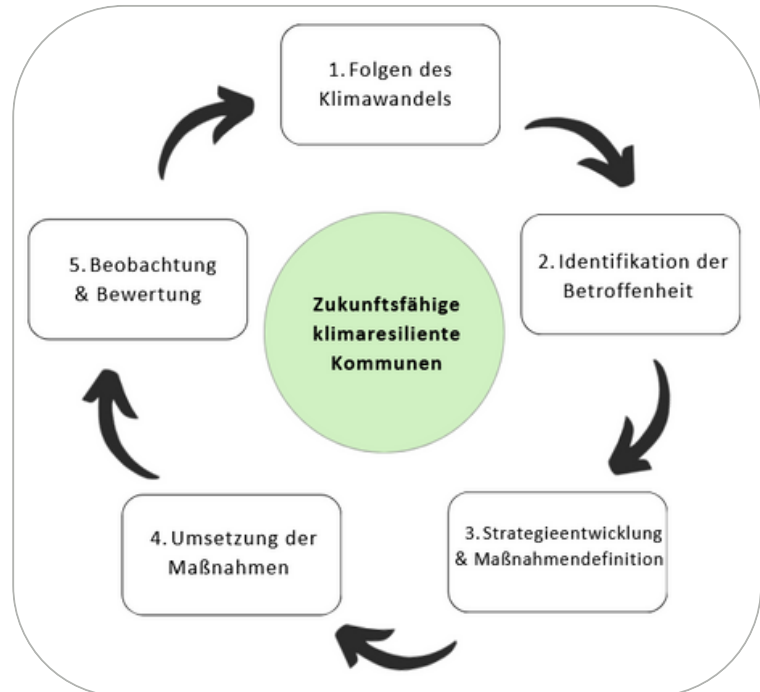 1. Folgen des
Klimawandels
2. Identifikation der
Betroffenheit
3. Strategieentwicklung
& Maßnahmendefinition
4. Umsetzung der
Maßnahmen
5. Beobachtung
& Bewertung
Zukunftsfähige
klimaresiliente
Kommunen